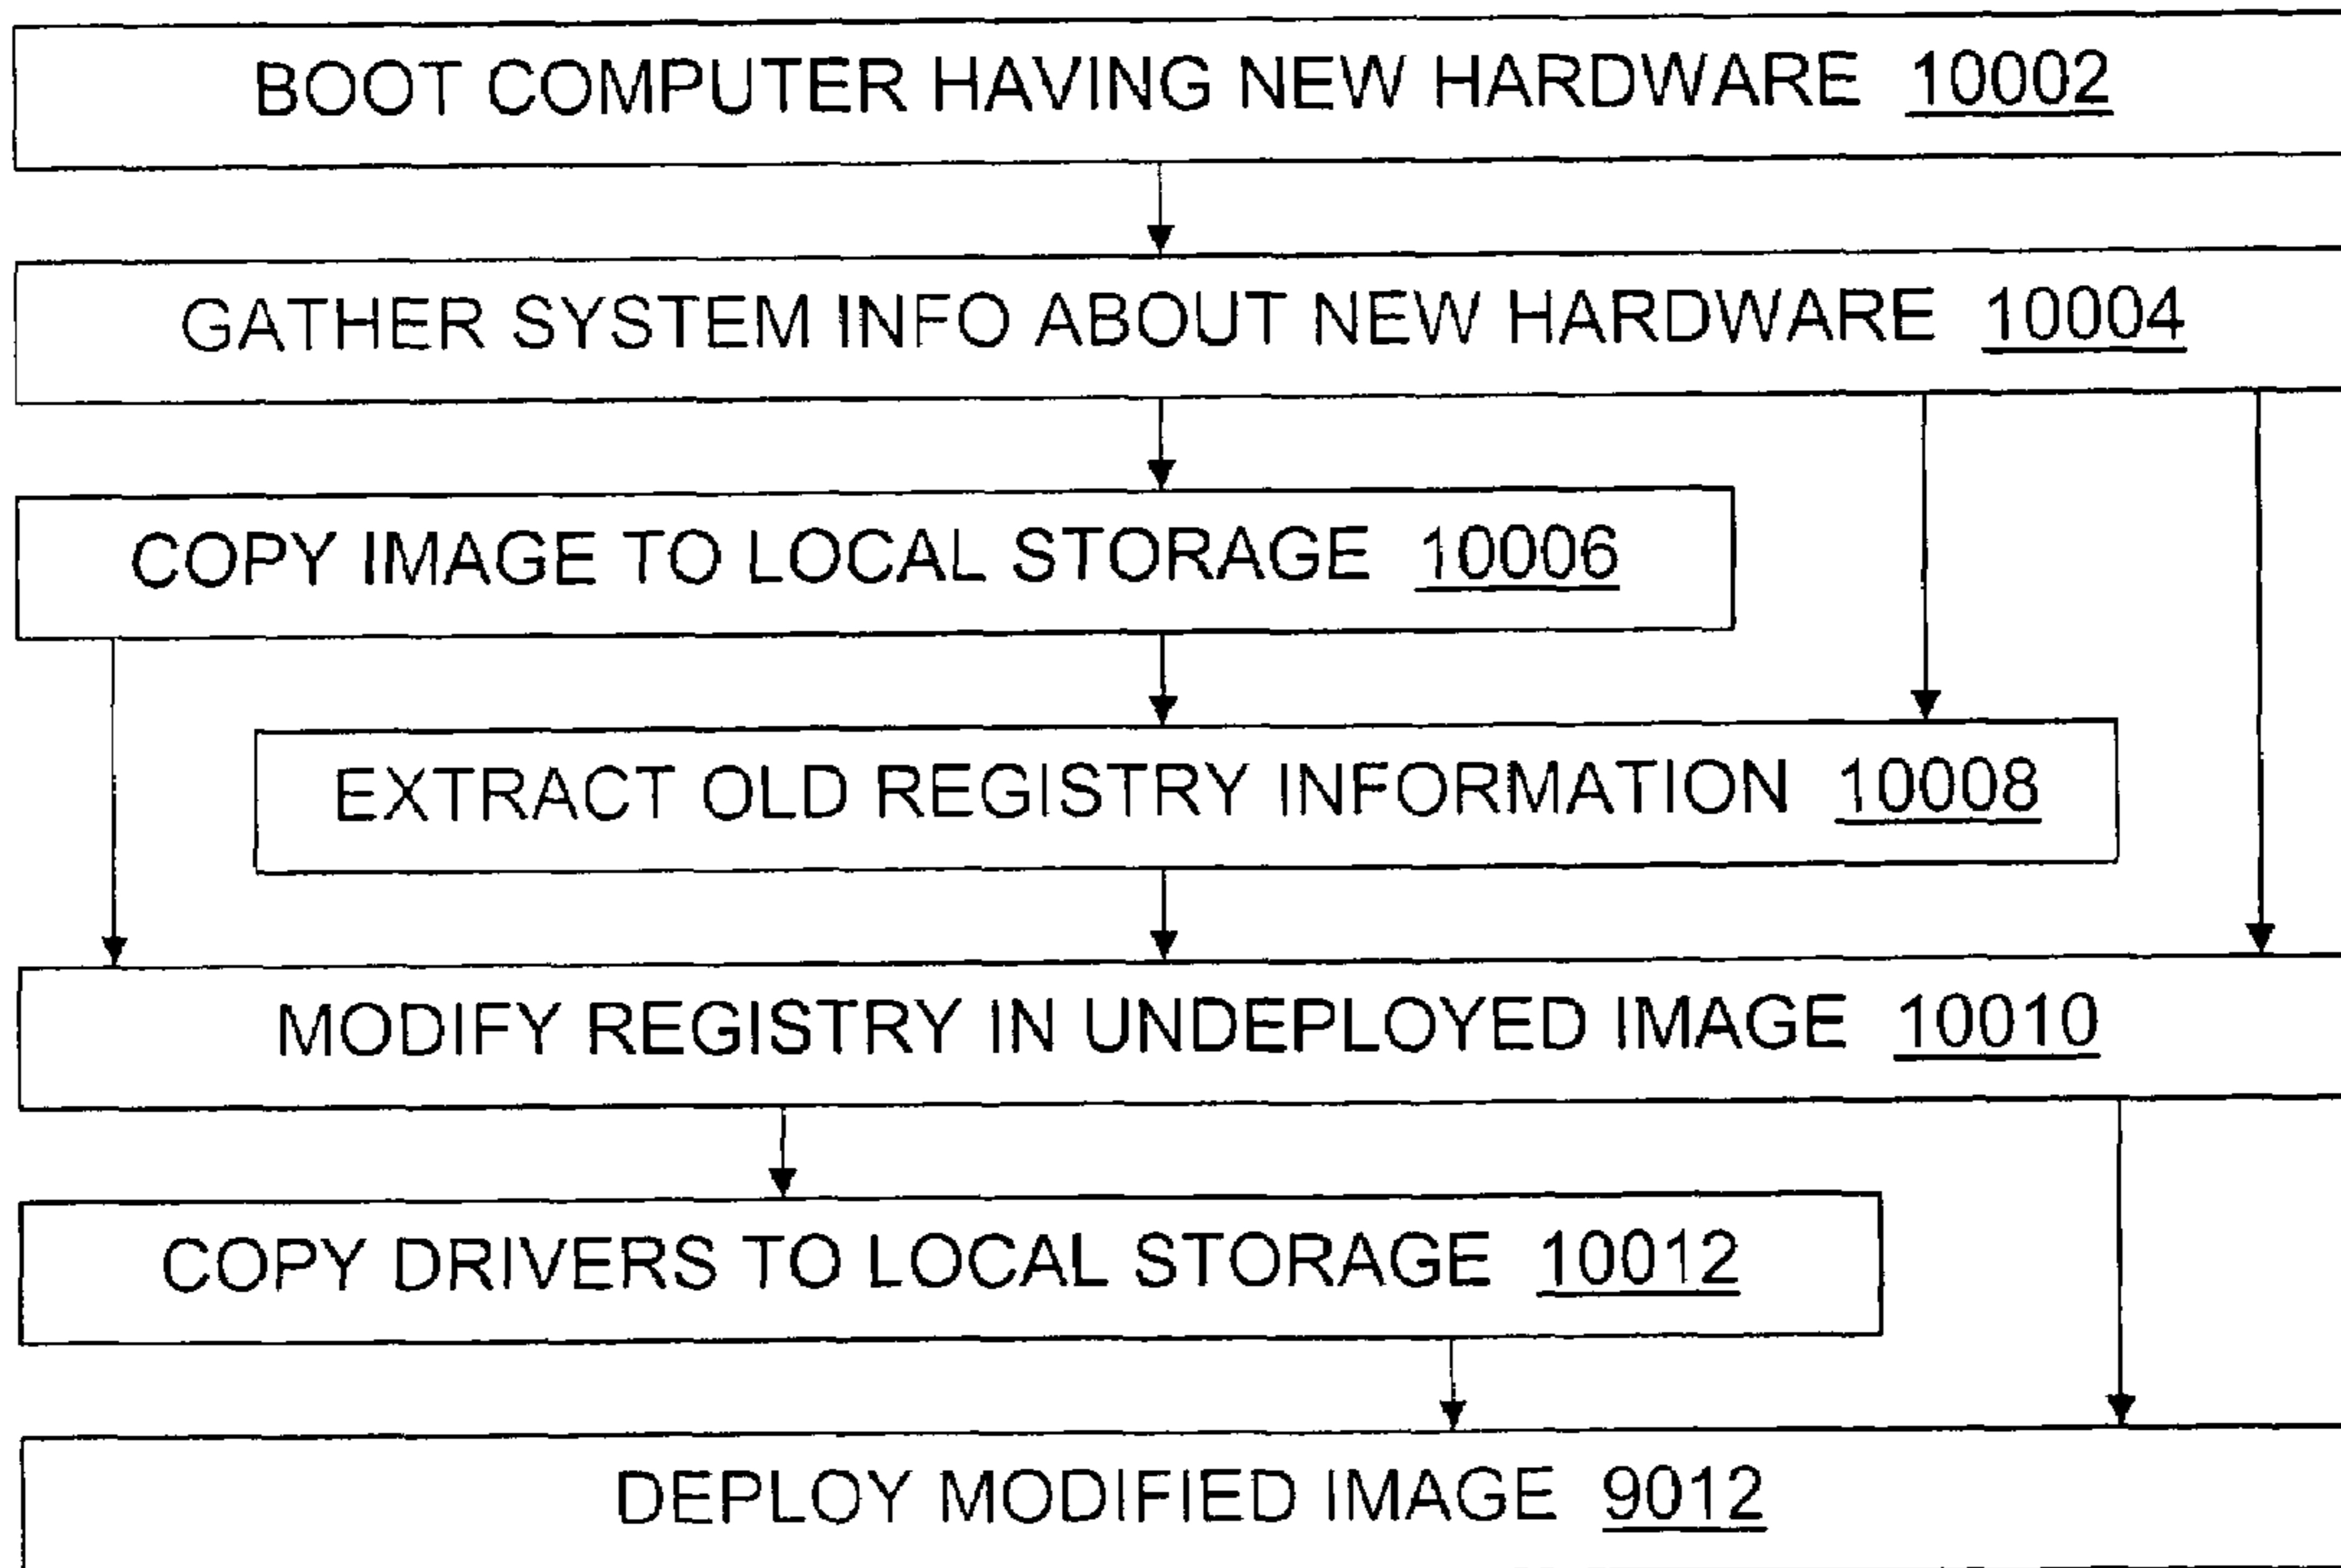 BOOT COMPUTER HAVING NEW HARDWARE 10002
GATHER SYSTEM INFO ABOUT NEW HARDWARE 10004
COPY IMAGE TO LOCAL STORAGE 10006
EXTRACT OLD REGISTRY INFORMATION 10008
MODIFY REGISTRY IN UNDEPLOYED IMAGE 10010
COPY DRIVERS TO LOCAL STORAGE 10012
DEPLOY MODIFIED IMAGE 9012